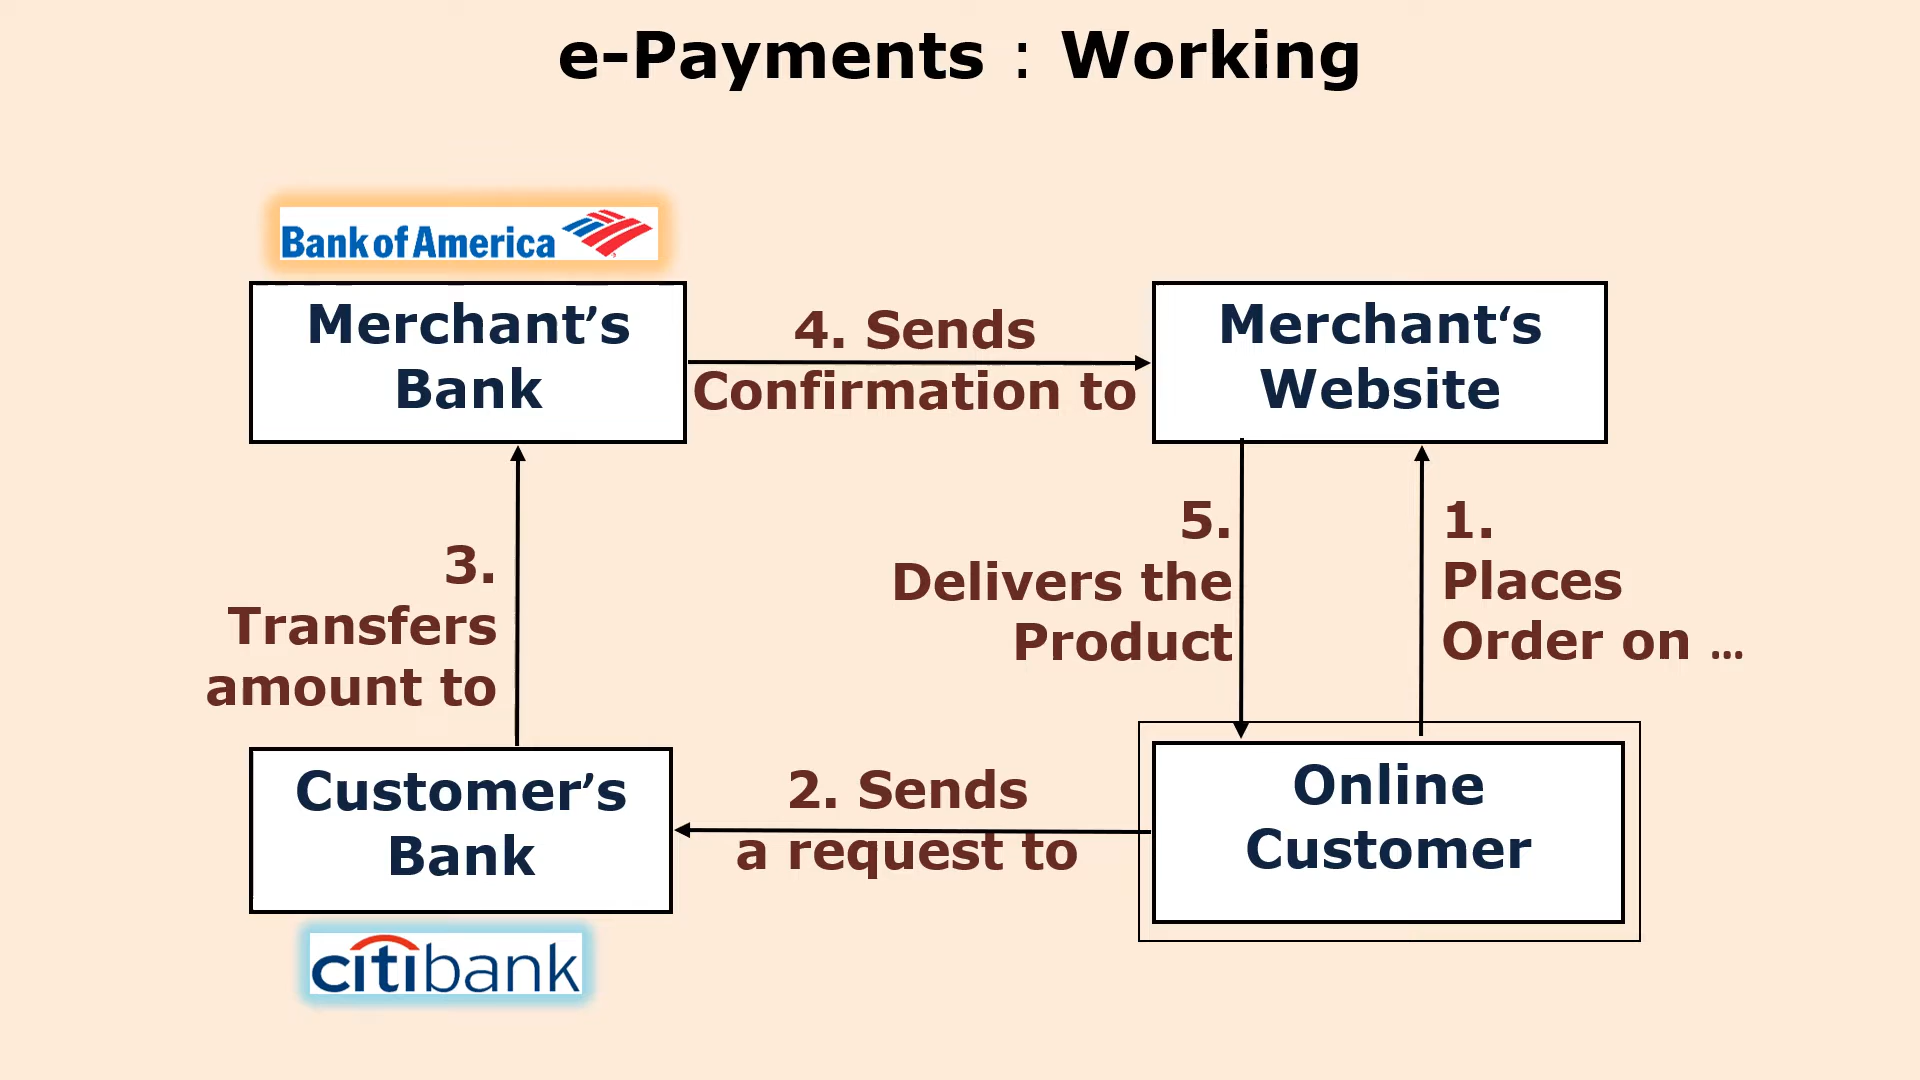 e-Payments : Working
Bank of America
Merchant’s
Bank
4. Sends
Confirmation to
Merchant‘s
Website
3.
Transfers
amount to
5.
Delivers the
Product
1.
Places
Order on ...
Customer’s
Bank
2. Sends
a request to
Online
Customer
citibank